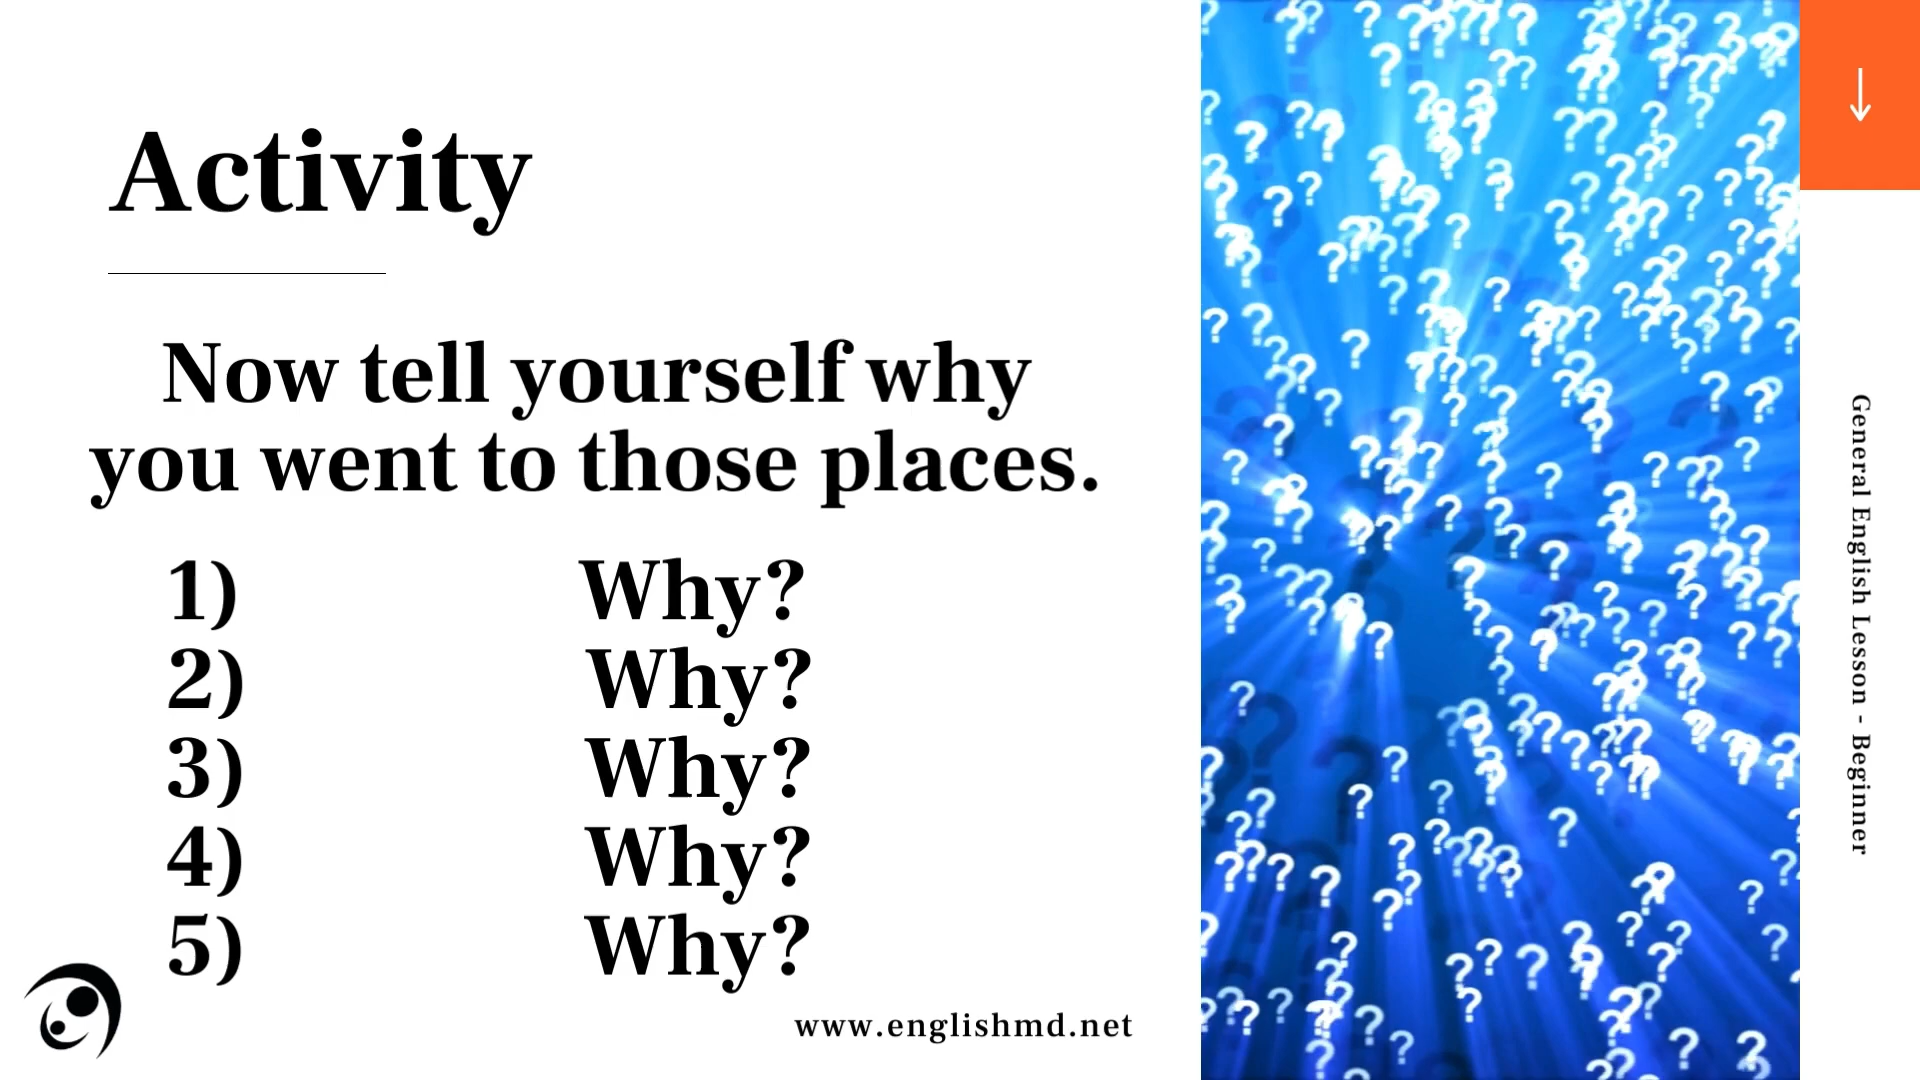 Activity
Now tell yourself why
you went to those places.
1) Why?
2) Why?
3) Why?
4) Why?
5) Why?
www.englishmd.net
General English Lesson - Beginner